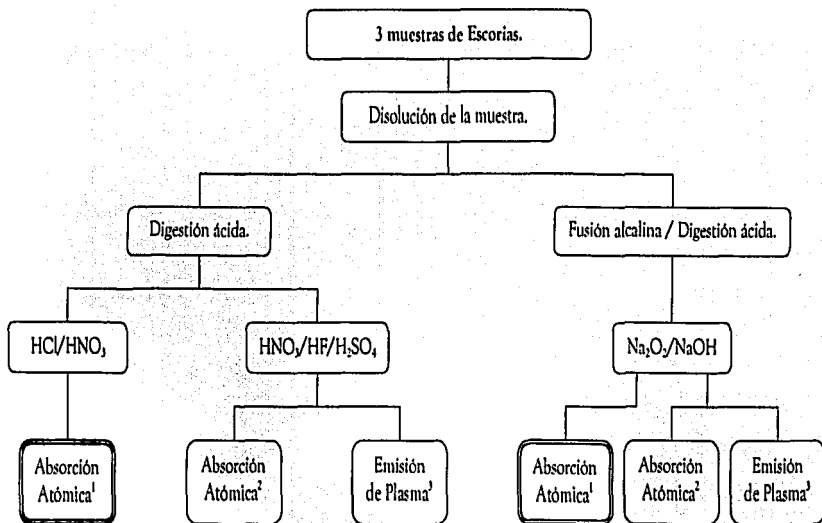 3 muestras de Escorias.
Disolución de la muestra.
Digestión ácida.
Fusión alcalina / Digestión ácida.
HCl/HNO₃
HNO₃/HF/H₂SO₄
Na₂O₂/NaOH
Absorción
Atómica¹
Absorción
Atómica²
Emisión
de Plasma³
Absorción
Atómica¹
Absorción
Atómica²
Emisión
de Plasma³